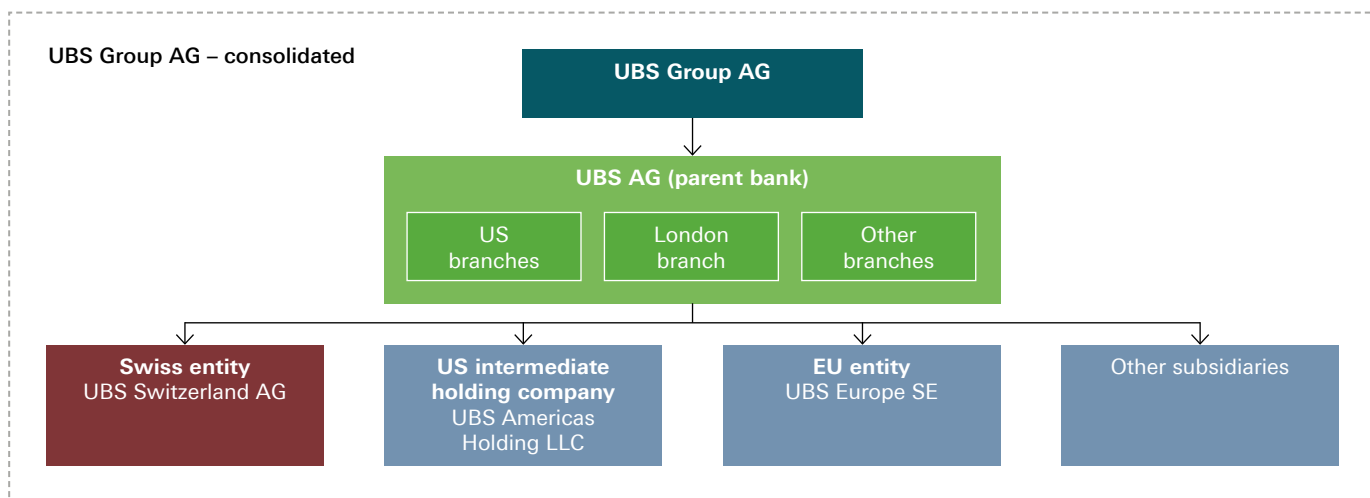 UBS Group AG – consolidated
UBS Group AG
UBS AG (parent bank)
US
branches
London
branch
Other
branches
Swiss entity
UBS Switzerland AG
US intermediate
holding company
UBS Americas
Holding LLC
EU entity
UBS Europe SE
Other subsidiaries